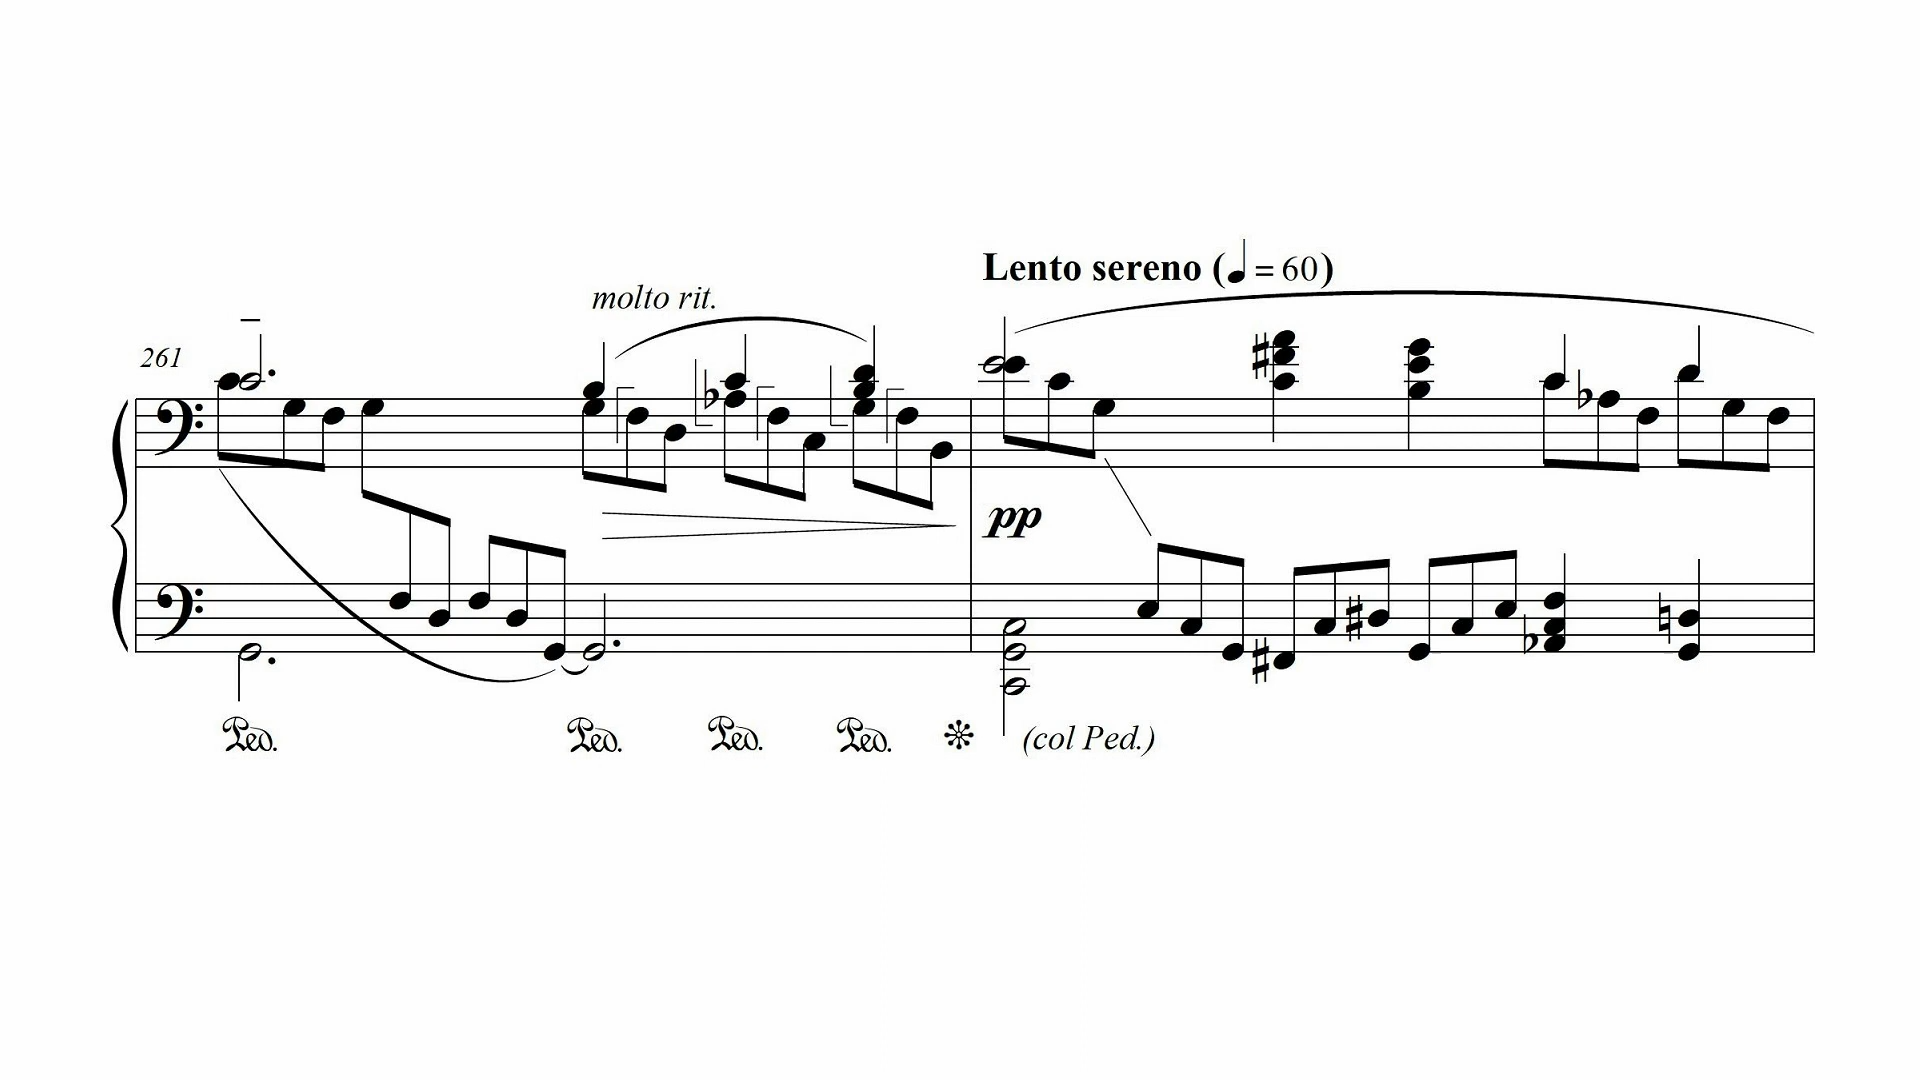 Lento sereno (♩ = 60)
molto rit.
261
pp
Ped. Ped. Ped. Ped. * (col Ped.)